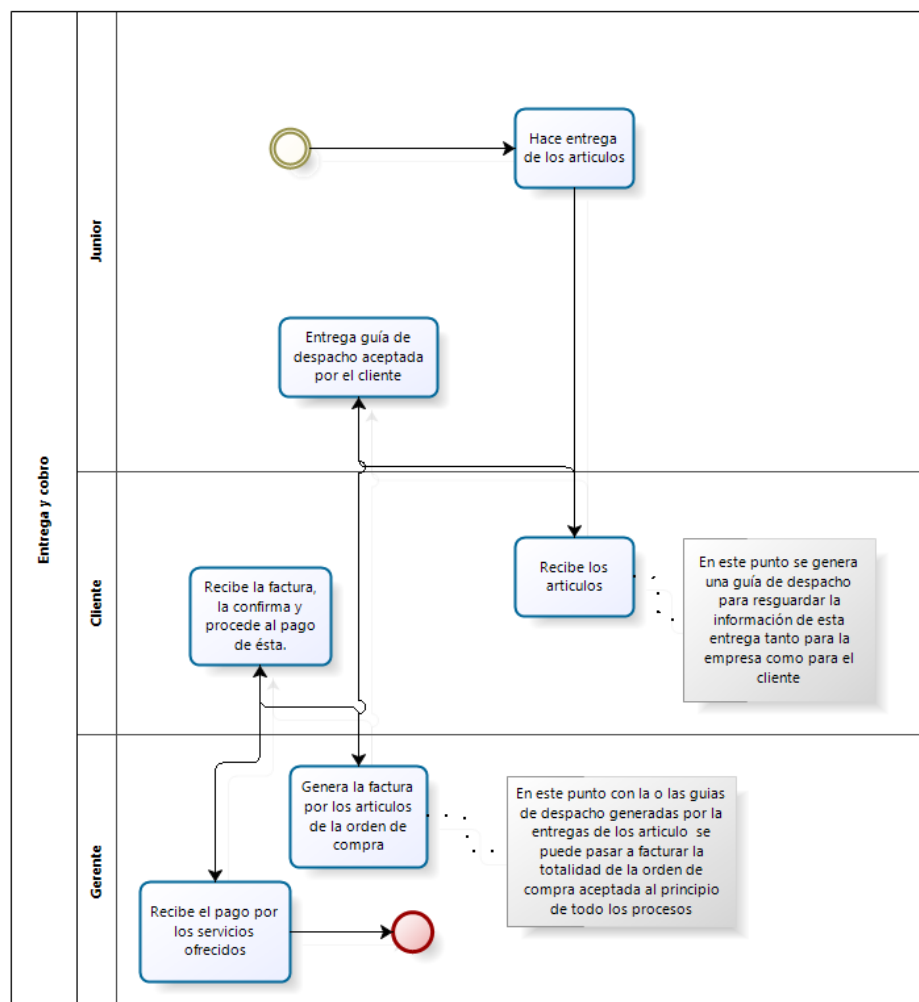 Entrega y cobro
Junior
Hace entrega
de los articulos
Entrega guía de
despacho aceptada
por el cliente
Cliente
Recibe la factura,
la confirma y
procede al pago
de ésta.
Recibe los
articulos
En este punto se genera
una guía de despacho
para resguardar la
información de esta
entrega tanto para la
empresa como para el
cliente
Gerente
Genera la factura
por los articulos
de la orden de
compra
En este punto con la o las guias
de despacho generadas por la
entregas de los articulo se
puede pasar a facturar la
totalidad de la orden de
compra aceptada al principio
de todo los procesos
Recibe el pago por
los servicios
ofrecidos